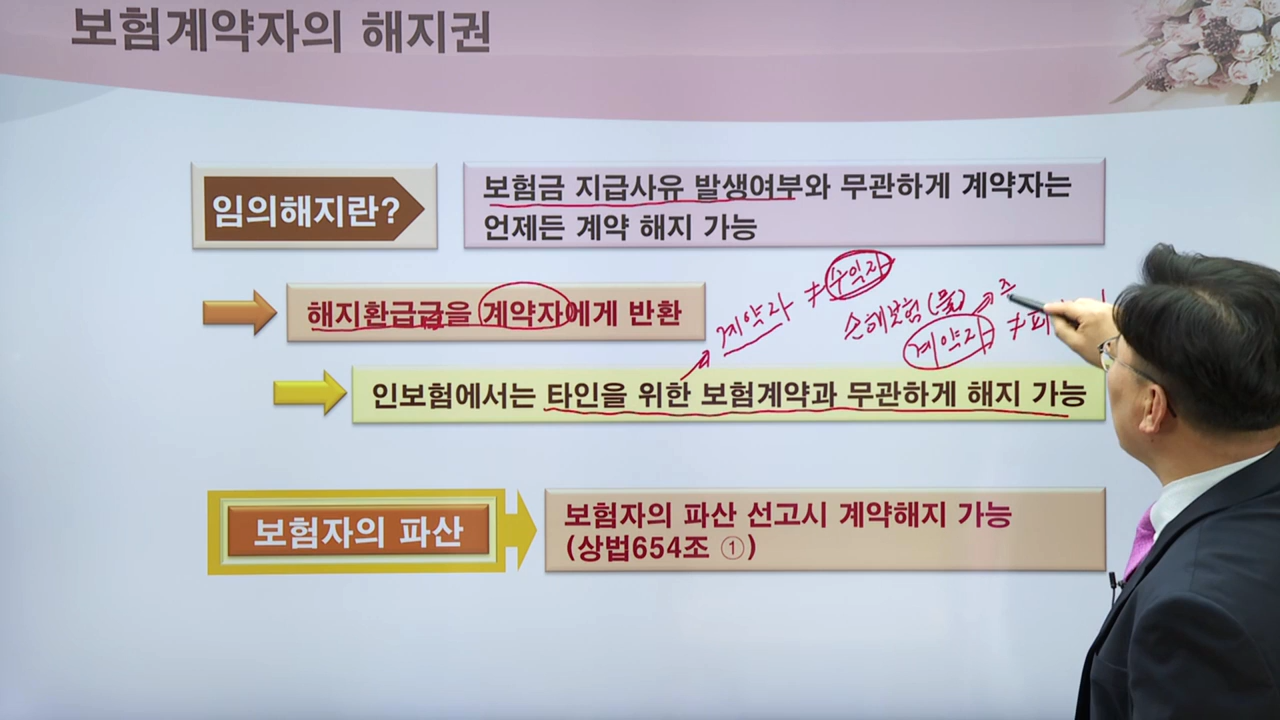 보험계약자의 해지권
임의해지란?
보험금 지급사유 발생여부와 무관하게 계약자는
언제든 계약 해지 가능
해지환급금을 계약자에게 반환
계약자 ≠ 수익자
손해보험(물)
계약자 ≠ 피
인보험에서는 타인을 위한 보험계약과 무관하게 해지 가능
보험자의 파산
보험자의 파산 선고시 계약해지 가능
(상법654조 ①)